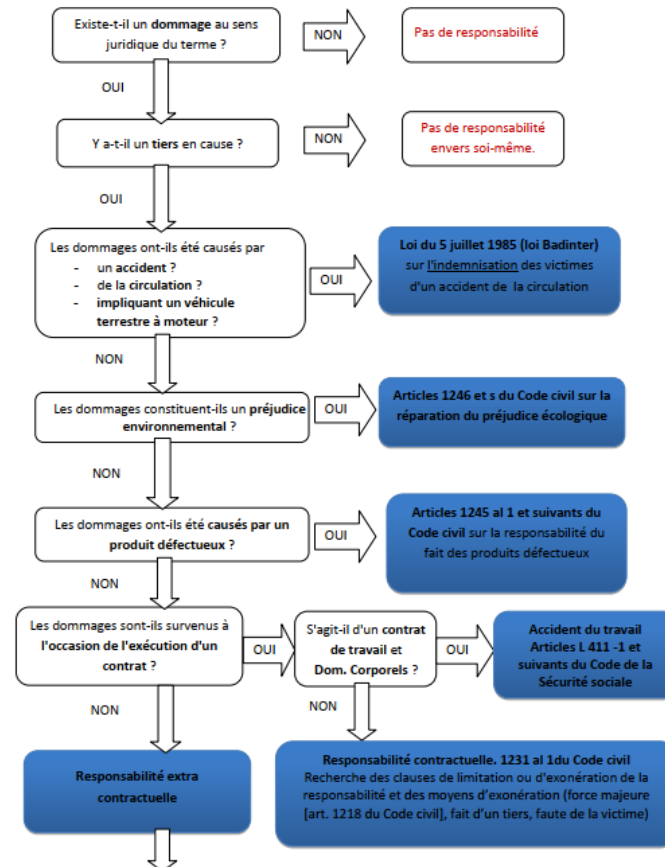 Existe-t-il un dommage au sens
juridique du terme ?
NON
Pas de responsabilité
OUI
Y a-t-il un tiers en cause ?
NON
Pas de responsabilité
envers soi-même.
OUI
Les dommages ont-ils été causés par
- un accident ?
- de la circulation ?
- impliquant un véhicule
terrestre à moteur ?
OUI
Loi du 5 juillet 1985 (loi Badinter)
sur l'indemnisation des victimes
d'un accident de la circulation
NON
Les dommages constituent-ils un préjudice
environnemental ?
OUI
Articles 1246 et s du Code civil sur la
réparation du préjudice écologique
NON
Les dommages ont-ils été causés par un
produit défectueux ?
OUI
Articles 1245 al 1 et suivants du
Code civil sur la responsabilité du
fait des produits défectueux
NON
Les dommages sont-ils survenus à
l'occasion de l'exécution d'un
contrat ?
OUI
S'agit-il d'un contrat
de travail et
Dom. Corporels ?
OUI
Accident du travail
Articles L 411 -1 et
suivants du Code de la
Sécurité sociale
NON
NON
Responsabilité extra
contractuelle
Responsabilité contractuelle. 1231 al 1du Code civil
Recherche des clauses de limitation ou d'exonération de la
responsabilité et des moyens d'exonération (force majeure
[art. 1218 du Code civil], fait d'un tiers, faute de la victime)